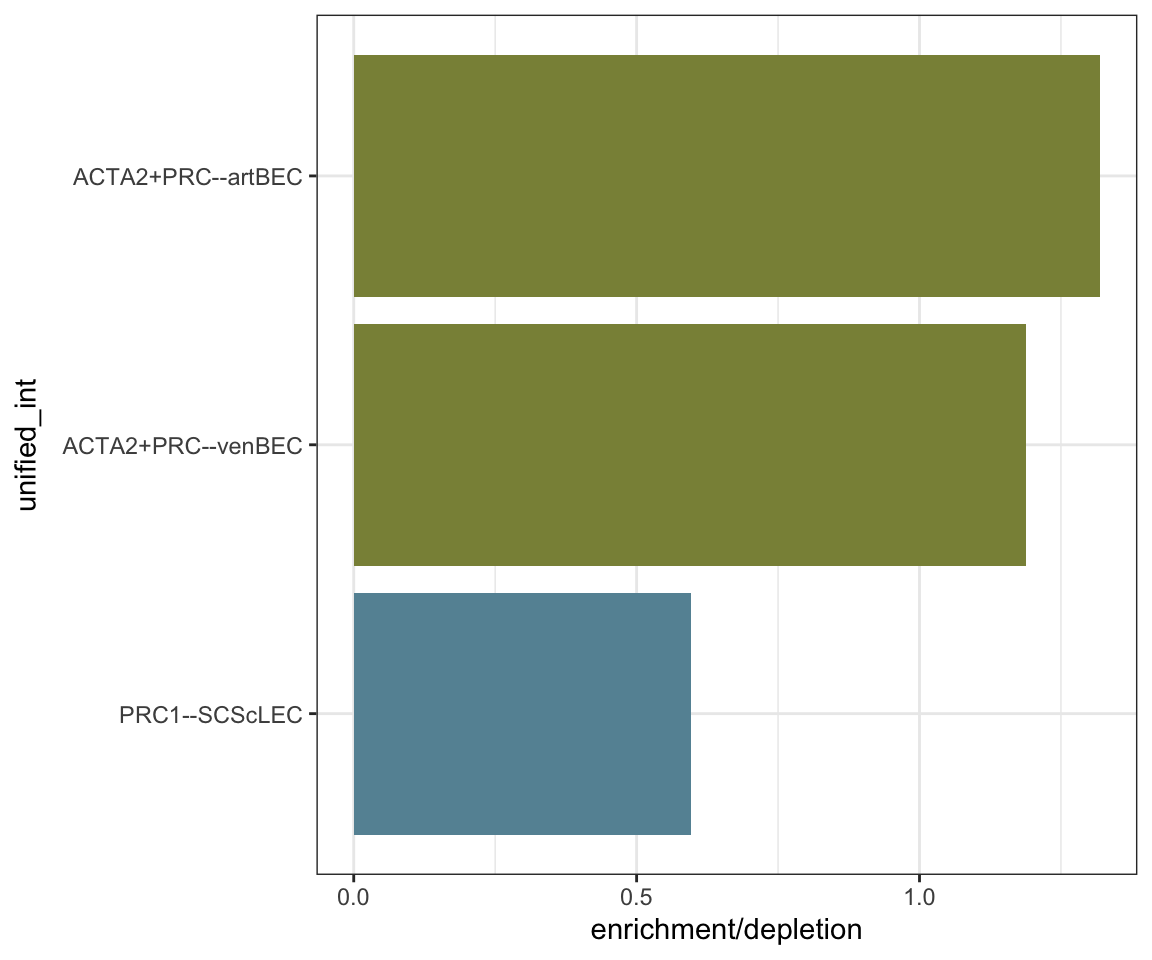 unified_int
ACTA2+PRC--artBEC
ACTA2+PRC--venBEC
PRC1--SCScLEC
0.0 0.5 1.0
enrichment/depletion